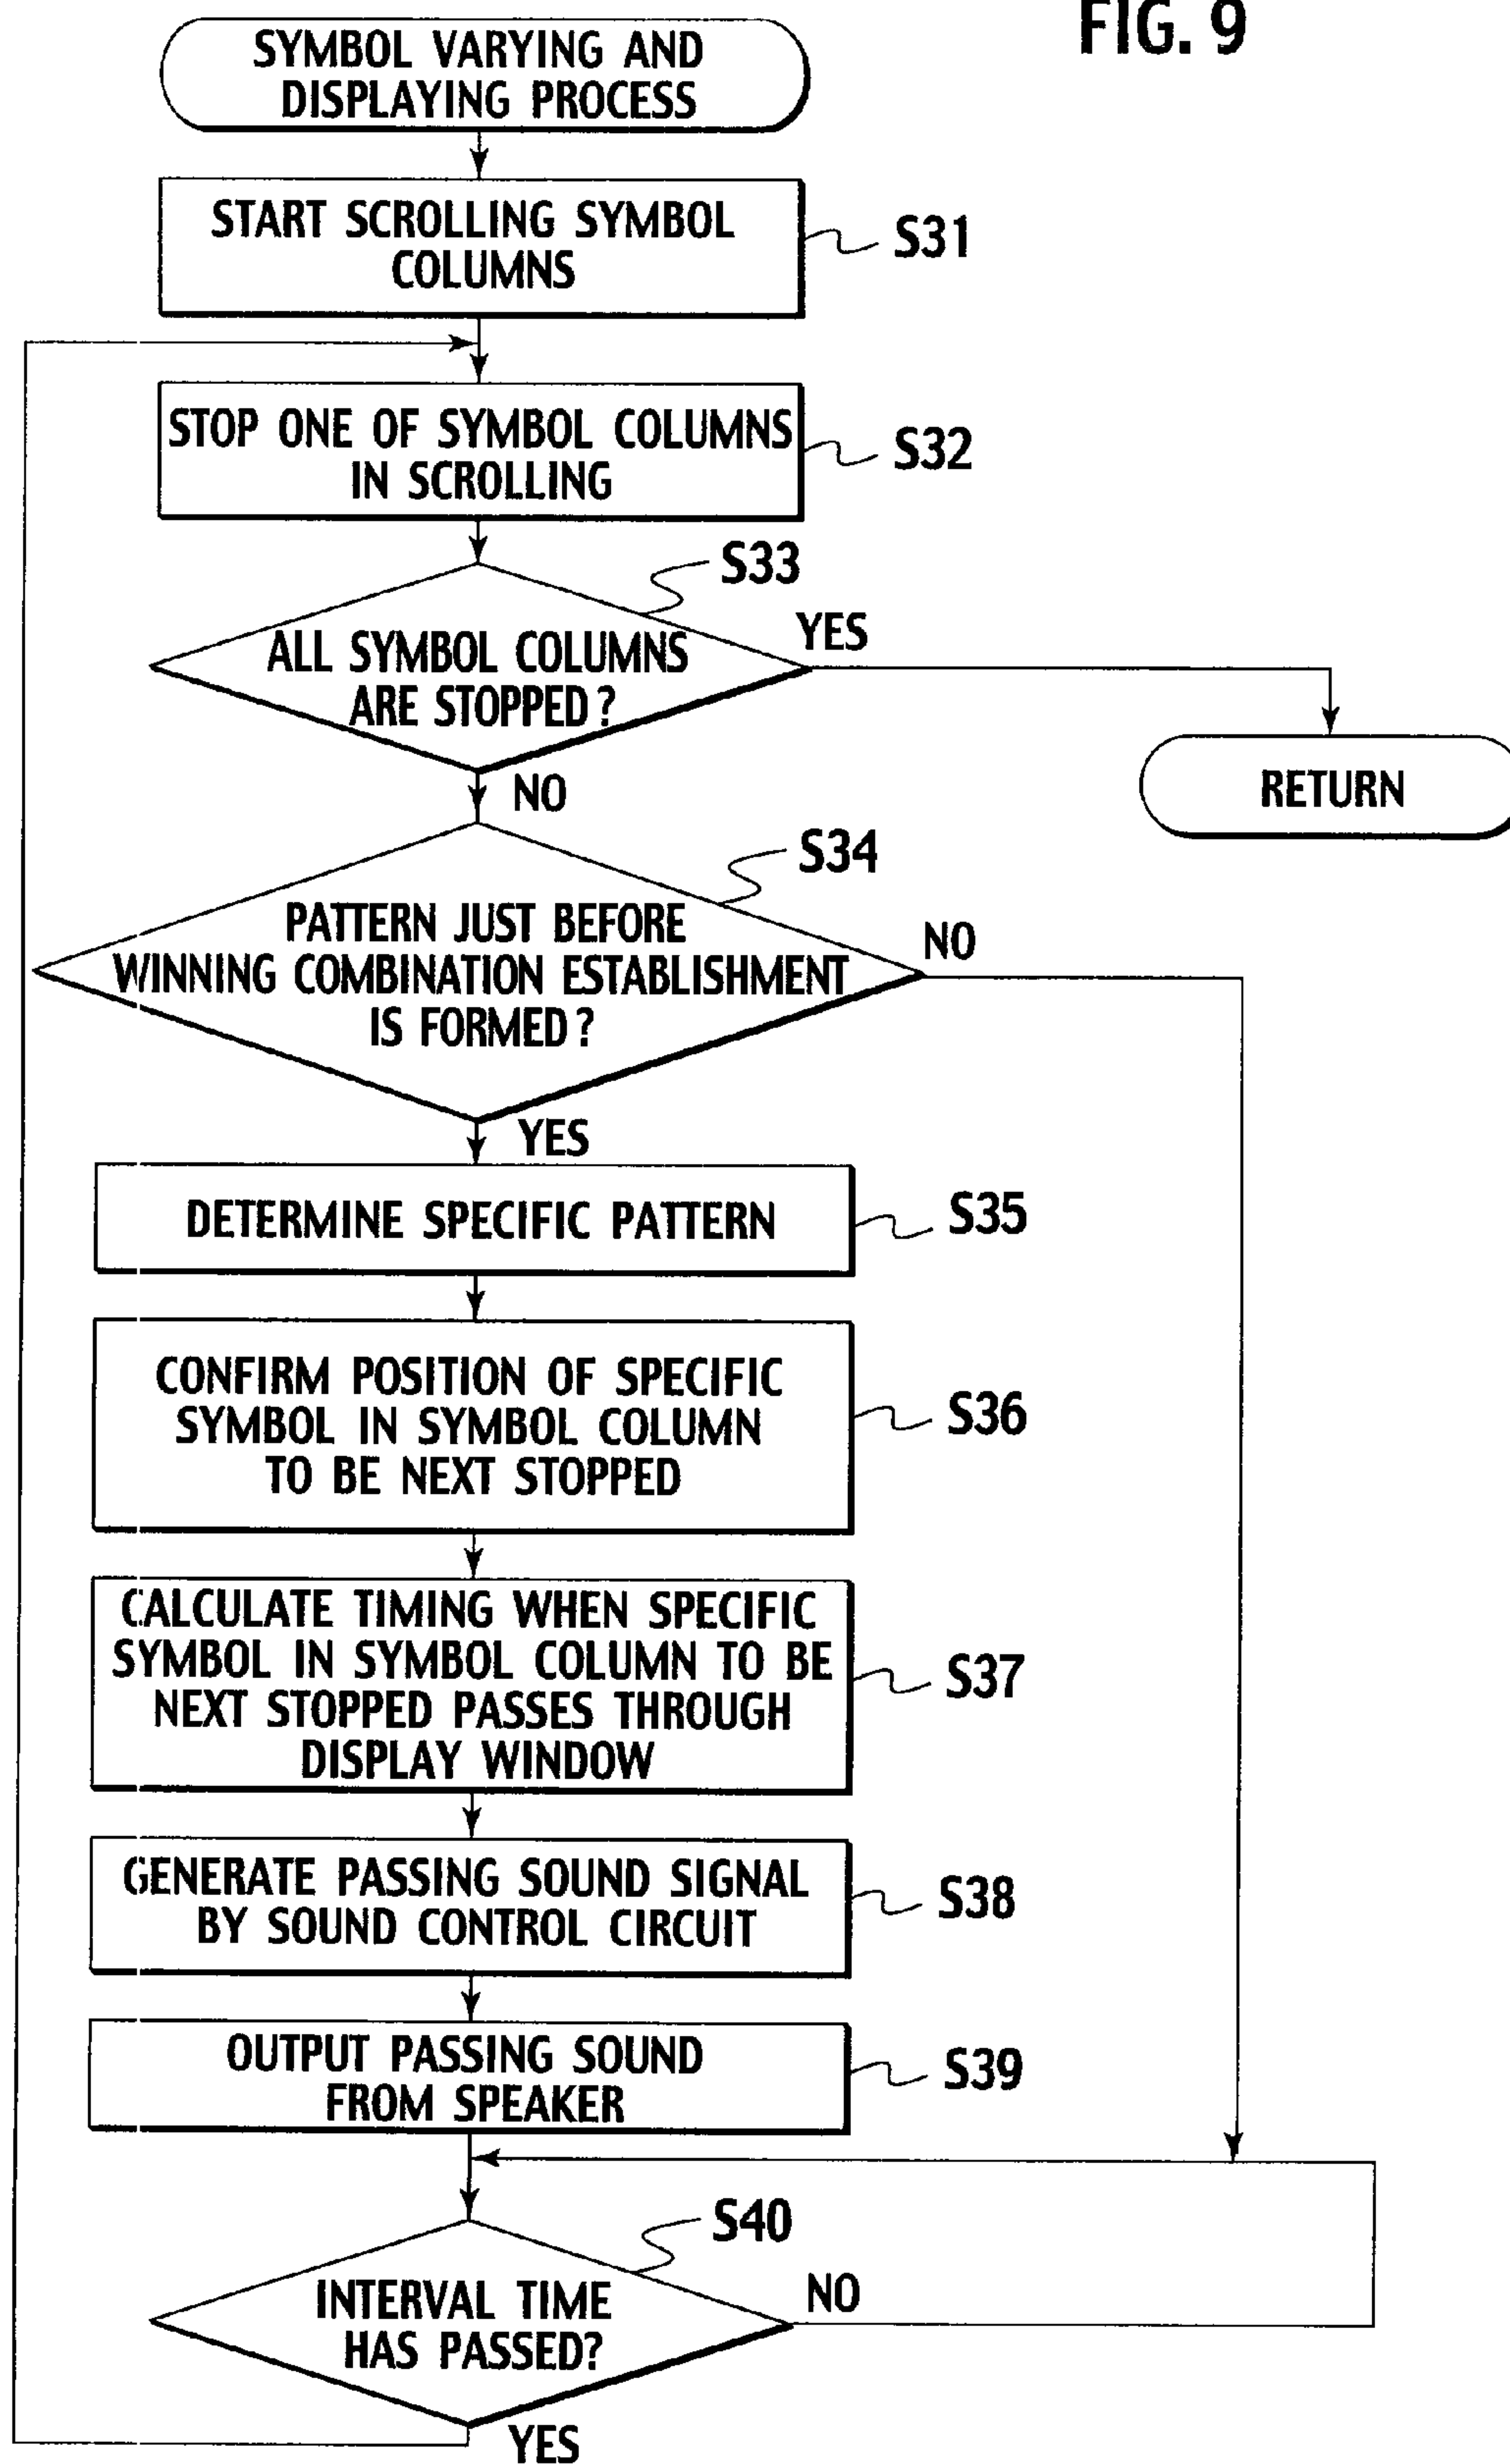 FIG. 9
SYMBOL VARYING AND
DISPLAYING PROCESS
START SCROLLING SYMBOL
COLUMNS
S31
STOP ONE OF SYMBOL COLUMNS
IN SCROLLING
S32
S33
ALL SYMBOL COLUMNS
ARE STOPPED?
YES
NO
RETURN
S34
PATTERN JUST BEFORE
WINNING COMBINATION ESTABLISHMENT
IS FORMED?
NO
YES
DETERMINE SPECIFIC PATTERN
S35
CONFIRM POSITION OF SPECIFIC
SYMBOL IN SYMBOL COLUMN
TO BE NEXT STOPPED
S36
CALCULATE TIMING WHEN SPECIFIC
SYMBOL IN SYMBOL COLUMN TO BE
NEXT STOPPED PASSES THROUGH
DISPLAY WINDOW
S37
GENERATE PASSING SOUND SIGNAL
BY SOUND CONTROL CIRCUIT
S38
OUTPUT PASSING SOUND
FROM SPEAKER
S39
S40
INTERVAL TIME
HAS PASSED?
NO
YES